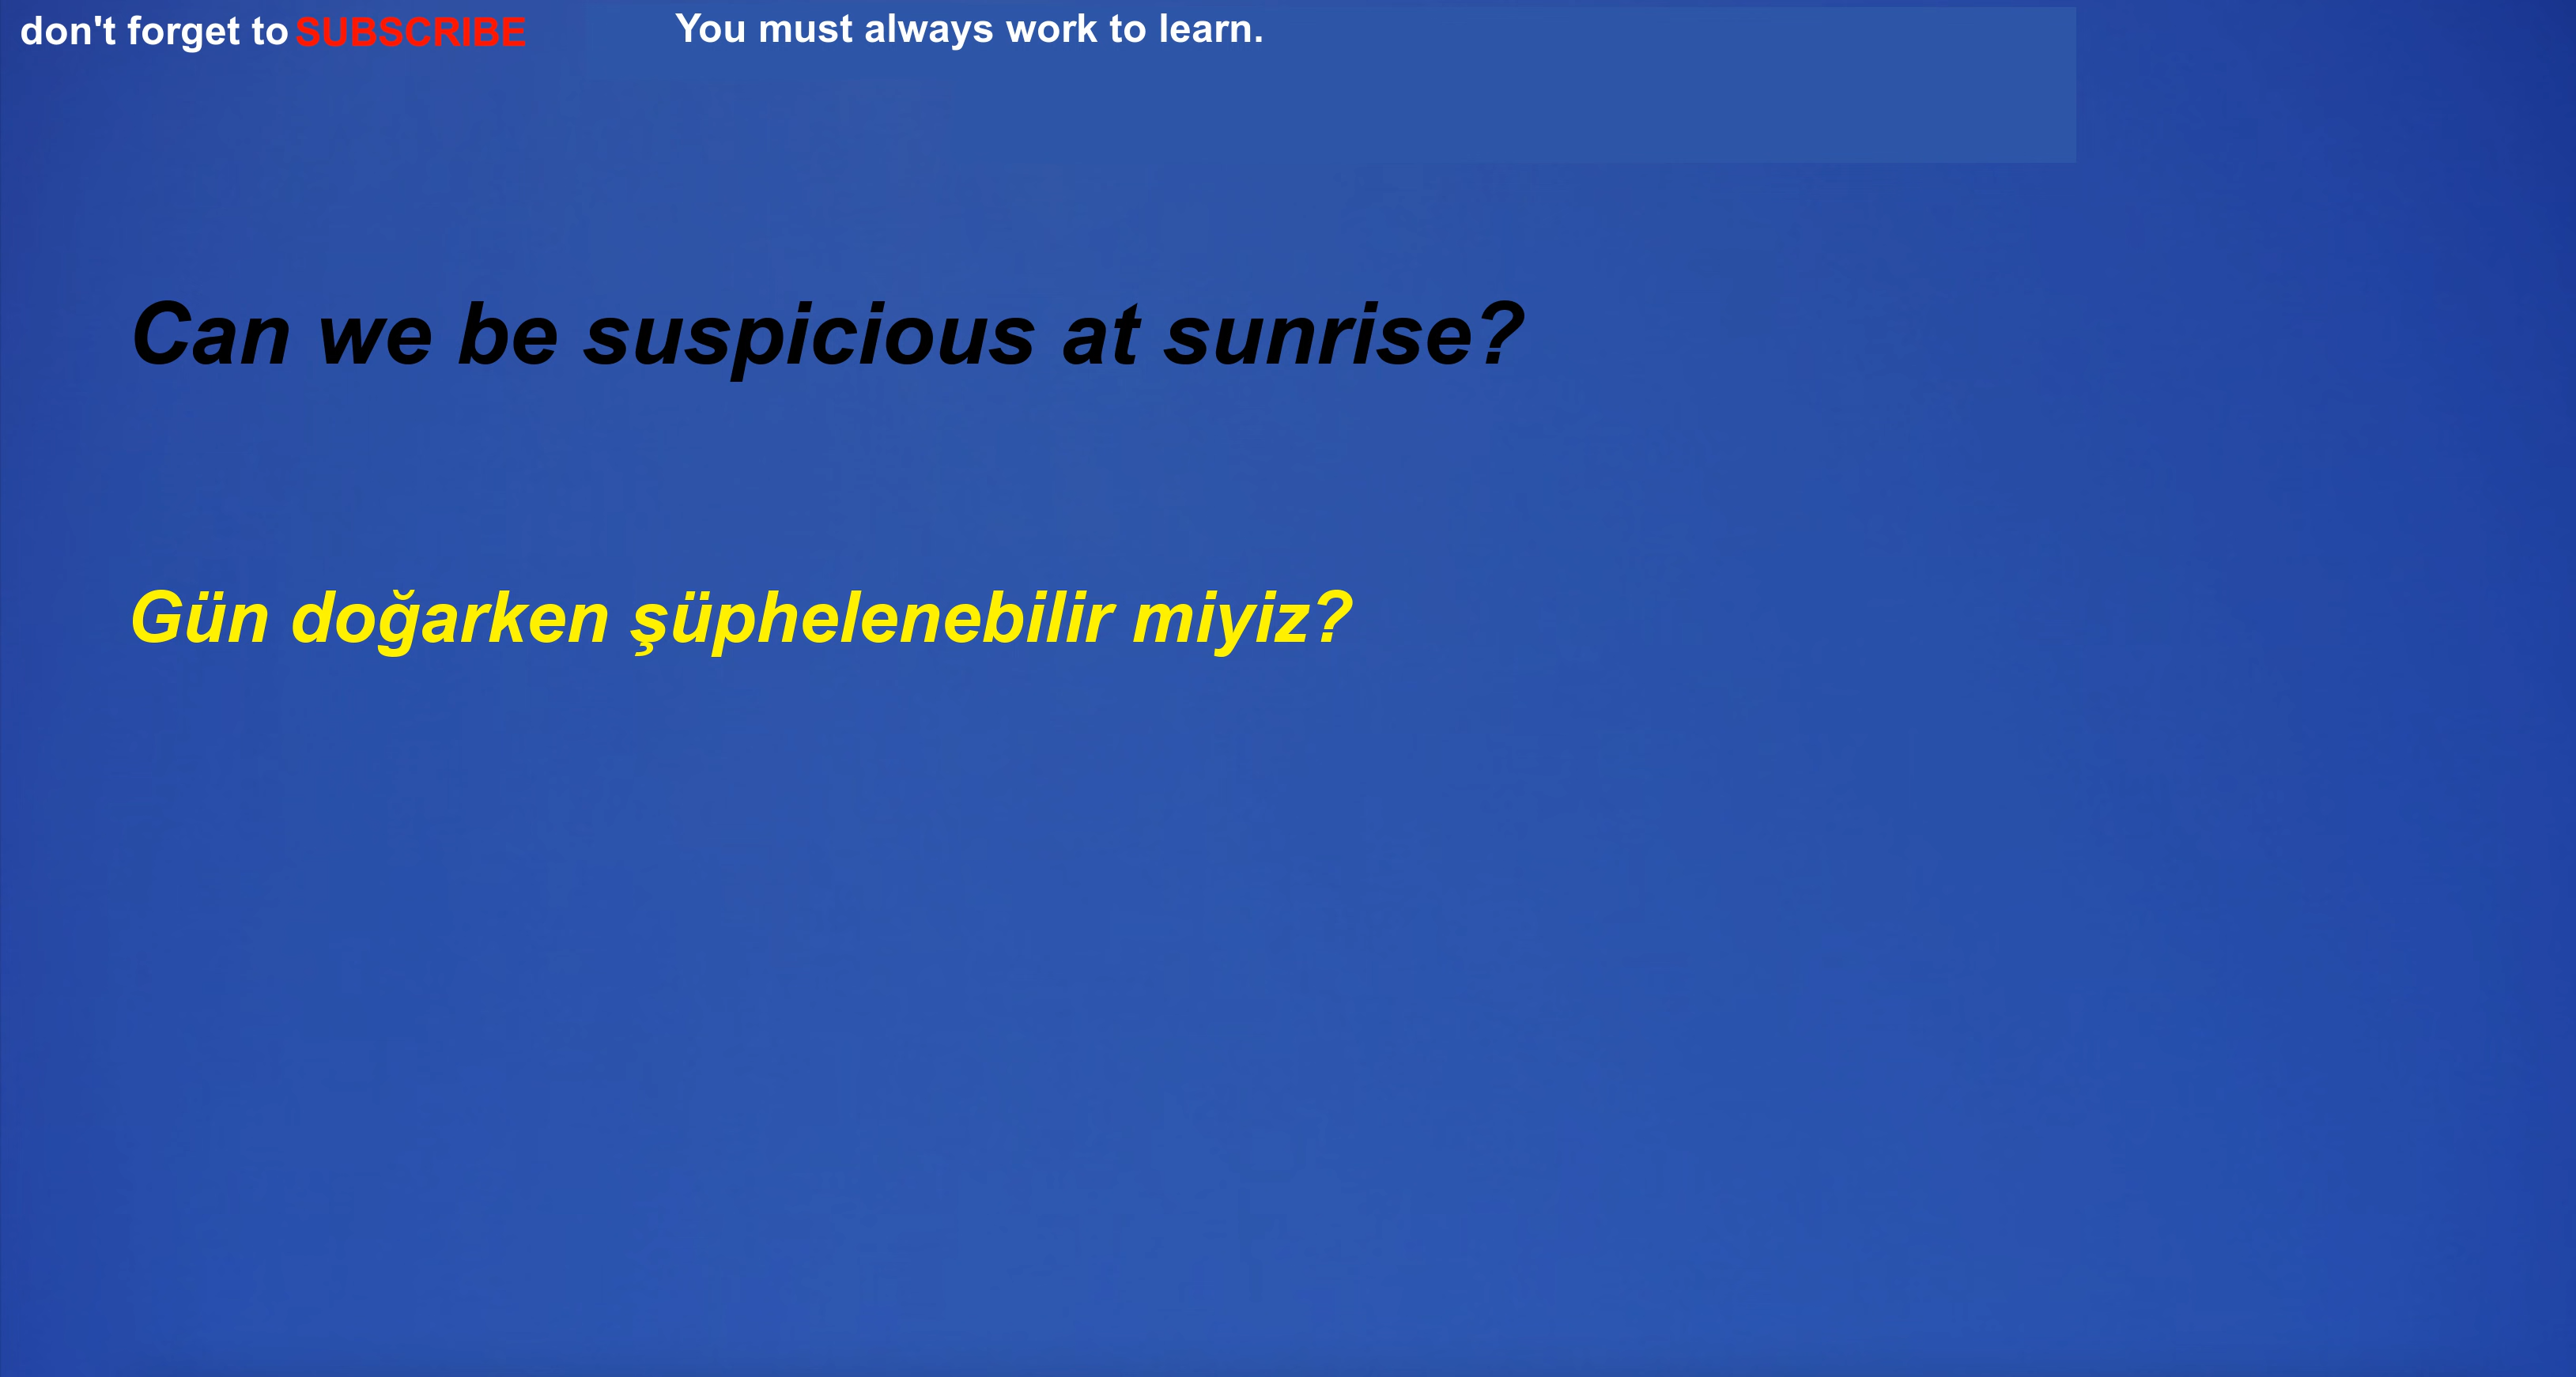 don't forget to SUBSCRIBE
You must always work to learn.
Can we be suspicious at sunrise?
Gün doğarken şüphelenebilir miyiz?